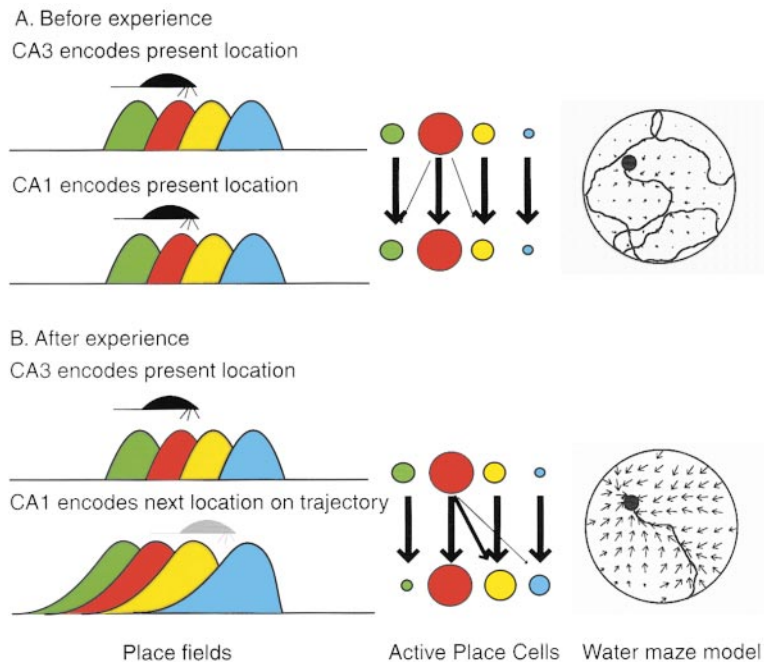 A. Before experience
CA3 encodes present location
CA1 encodes present location
B. After experience
CA3 encodes present location
CA1 encodes next location on trajectory
Place fields
Active Place Cells
Water maze model